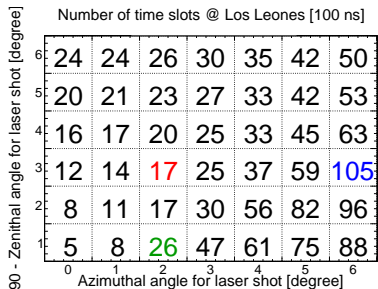 Number of time slots @ Los Leones [100 ns]
90 - Zenithal angle for laser shot [degree]
6 24 24 26 30 35 42 50
5 20 21 23 27 33 42 53
4 16 17 20 25 33 45 63
3 12 14 17 25 37 59 105
2 8 11 17 30 56 82 96
1 5 8 26 47 61 75 88
0 1 2 3 4 5 6
Azimuthal angle for laser shot [degree]